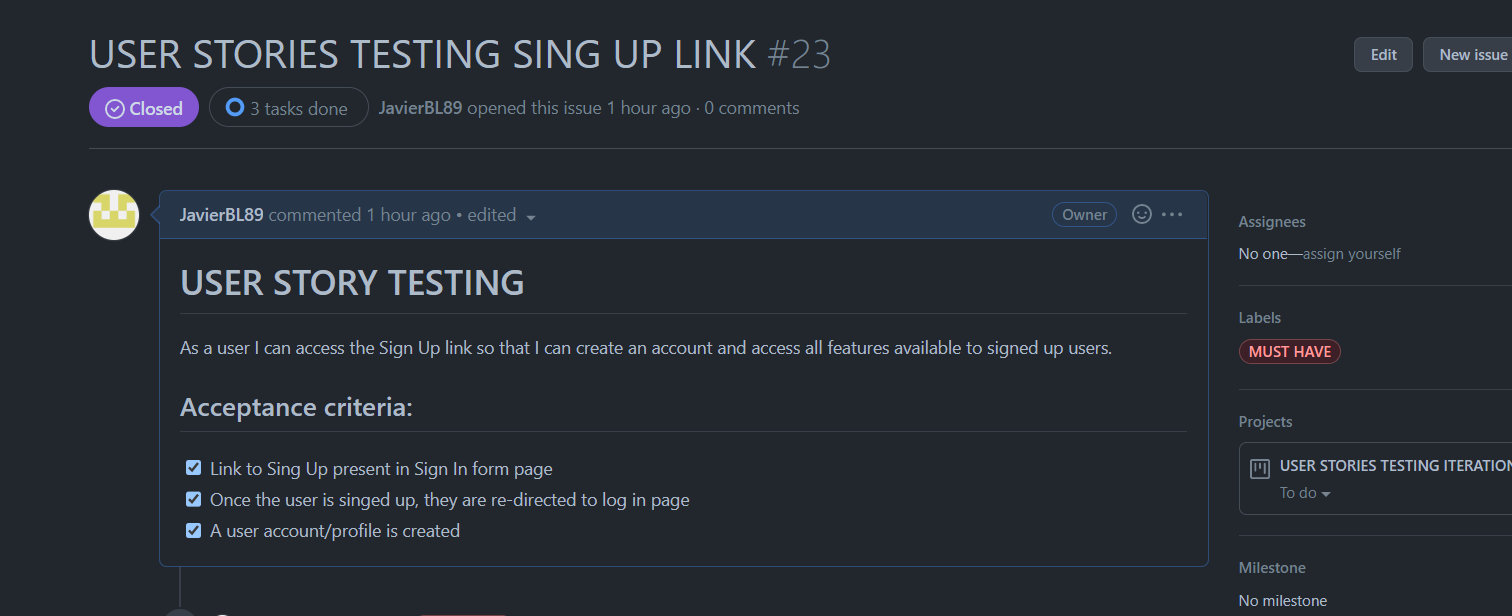 USER STORIES TESTING SING UP LINK #23
Edit
New issue
Closed
3 tasks done
JavierBL89 opened this issue 1 hour ago · 0 comments
JavierBL89 commented 1 hour ago • edited
Owner
USER STORY TESTING
As a user I can access the Sign Up link so that I can create an account and access all features available to signed up users.
Acceptance criteria:
Link to Sing Up present in Sign In form page
Once the user is singed up, they are re-directed to log in page
A user account/profile is created
Assignees
No one—assign yourself
Labels
MUST HAVE
Projects
USER STORIES TESTING ITERATION
To do
Milestone
No milestone